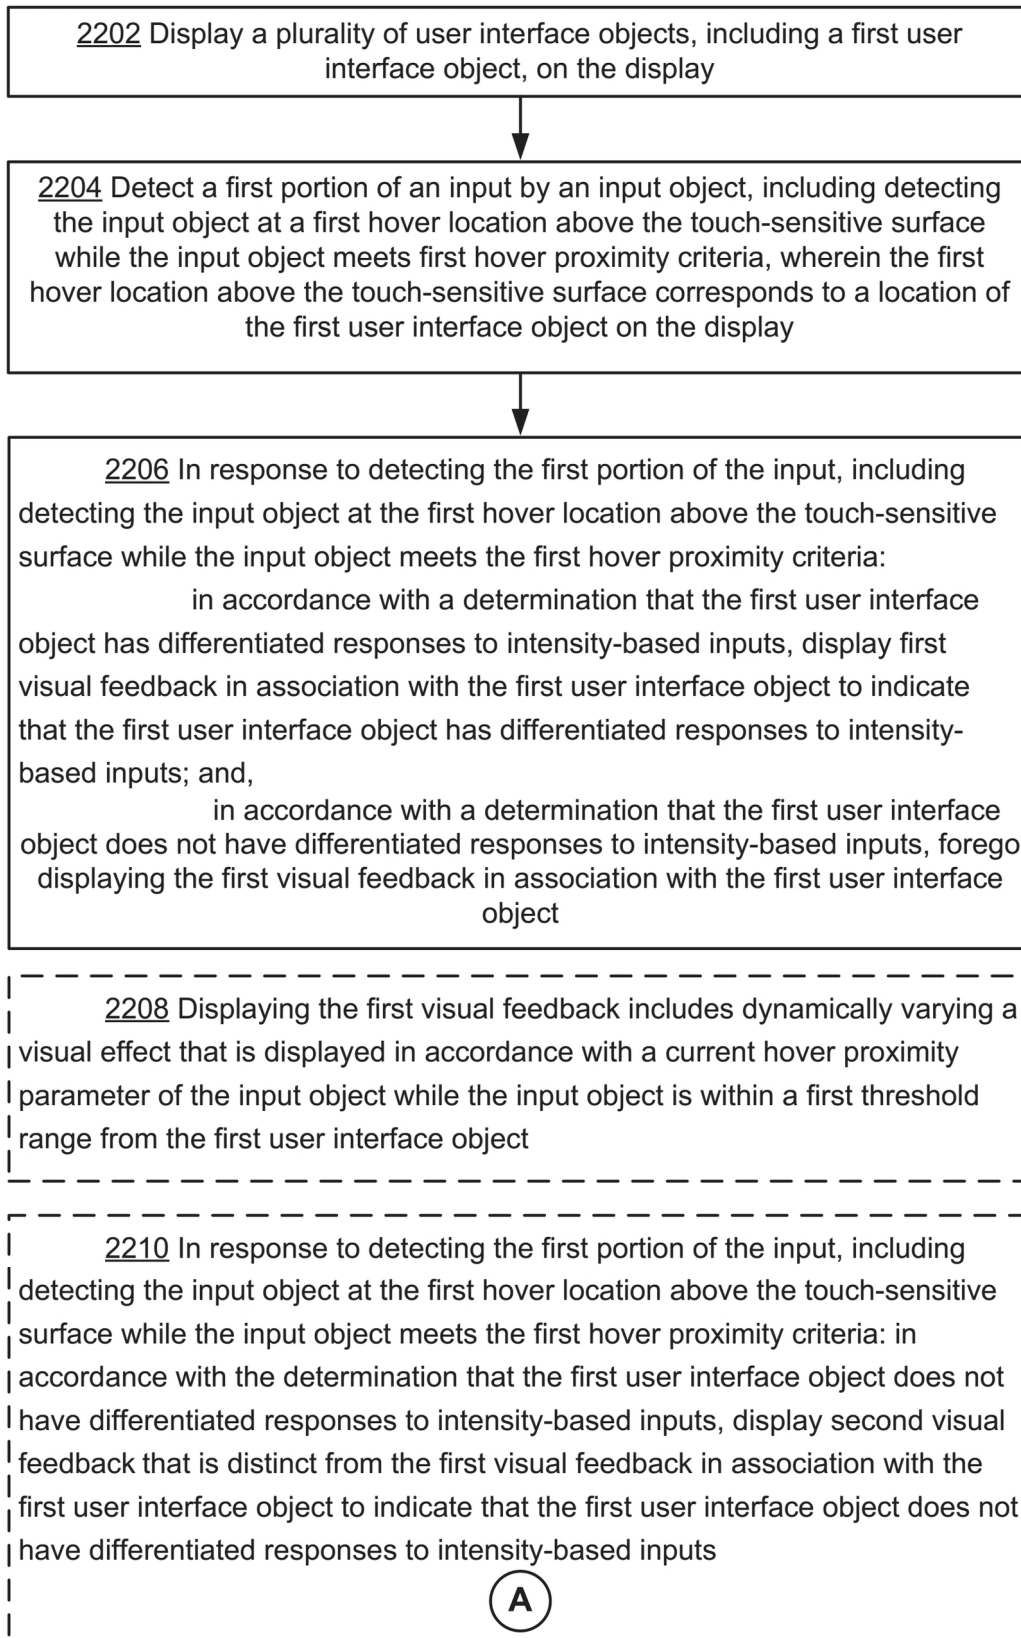 2202 Display a plurality of user interface objects, including a first user
interface object, on the display
2204 Detect a first portion of an input by an input object, including detecting
the input object at a first hover location above the touch-sensitive surface
while the input object meets first hover proximity criteria, wherein the first
hover location above the touch-sensitive surface corresponds to a location of
the first user interface object on the display
2206 In response to detecting the first portion of the input, including
detecting the input object at the first hover location above the touch-sensitive
surface while the input object meets the first hover proximity criteria:
in accordance with a determination that the first user interface
object has differentiated responses to intensity-based inputs, display first
visual feedback in association with the first user interface object to indicate
that the first user interface object has differentiated responses to intensity-
based inputs; and,
in accordance with a determination that the first user interface
object does not have differentiated responses to intensity-based inputs, forego
displaying the first visual feedback in association with the first user interface
object
2208 Displaying the first visual feedback includes dynamically varying a
visual effect that is displayed in accordance with a current hover proximity
parameter of the input object while the input object is within a first threshold
range from the first user interface object
2210 In response to detecting the first portion of the input, including
detecting the input object at the first hover location above the touch-sensitive
surface while the input object meets the first hover proximity criteria: in
accordance with the determination that the first user interface object does not
have differentiated responses to intensity-based inputs, display second visual
feedback that is distinct from the first visual feedback in association with the
first user interface object to indicate that the first user interface object does not
have differentiated responses to intensity-based inputs
A